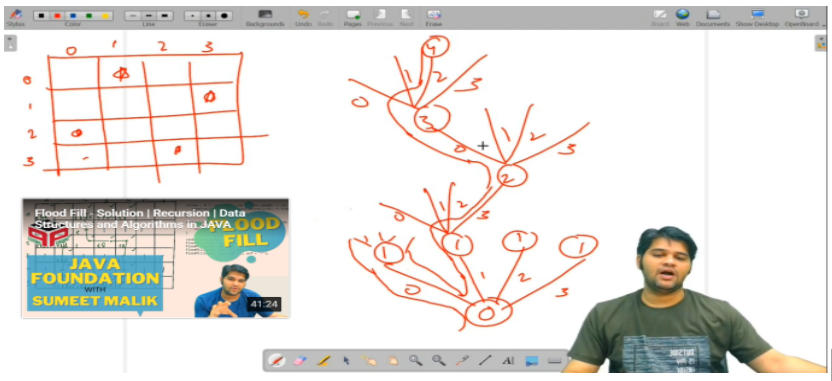 Styles
Color
Line
Eraser
Backgrounds
Undo
Redo
Pages
Previous
Next
Erase
Board
Web
Documents
Show Desktop
OpenBoard
0 1 2 3
0
1
2
3
4
0 1 2 3
3
0 1 2 3
2
0 1 2 3
1 1 1 1
0 1 2 3
0
Flood Fill - Solution | Recursion | Data
Structures and Algorithms in JAVA
FLOOD
FILL
JAVA
FOUNDATION
WITH
SUMEET MALIK
41:24